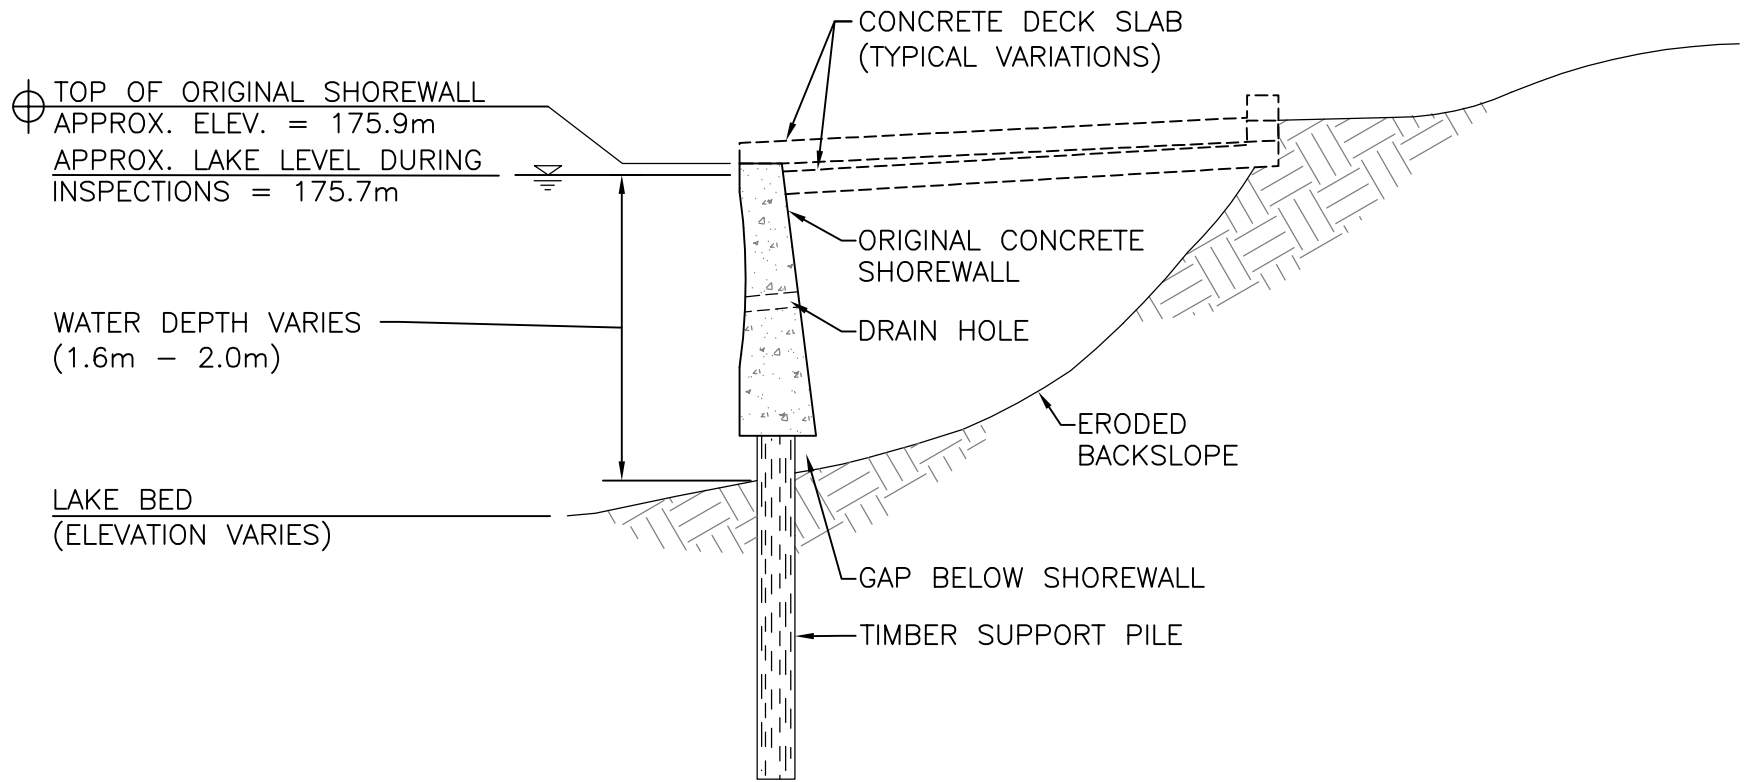 CONCRETE DECK SLAB
(TYPICAL VARIATIONS)
TOP OF ORIGINAL SHOREWALL
APPROX. ELEV. = 175.9m
APPROX. LAKE LEVEL DURING
INSPECTIONS = 175.7m
ORIGINAL CONCRETE
SHOREWALL
DRAIN HOLE
WATER DEPTH VARIES
(1.6m – 2.0m)
ERODED
BACKSLOPE
LAKE BED
(ELEVATION VARIES)
GAP BELOW SHOREWALL
TIMBER SUPPORT PILE